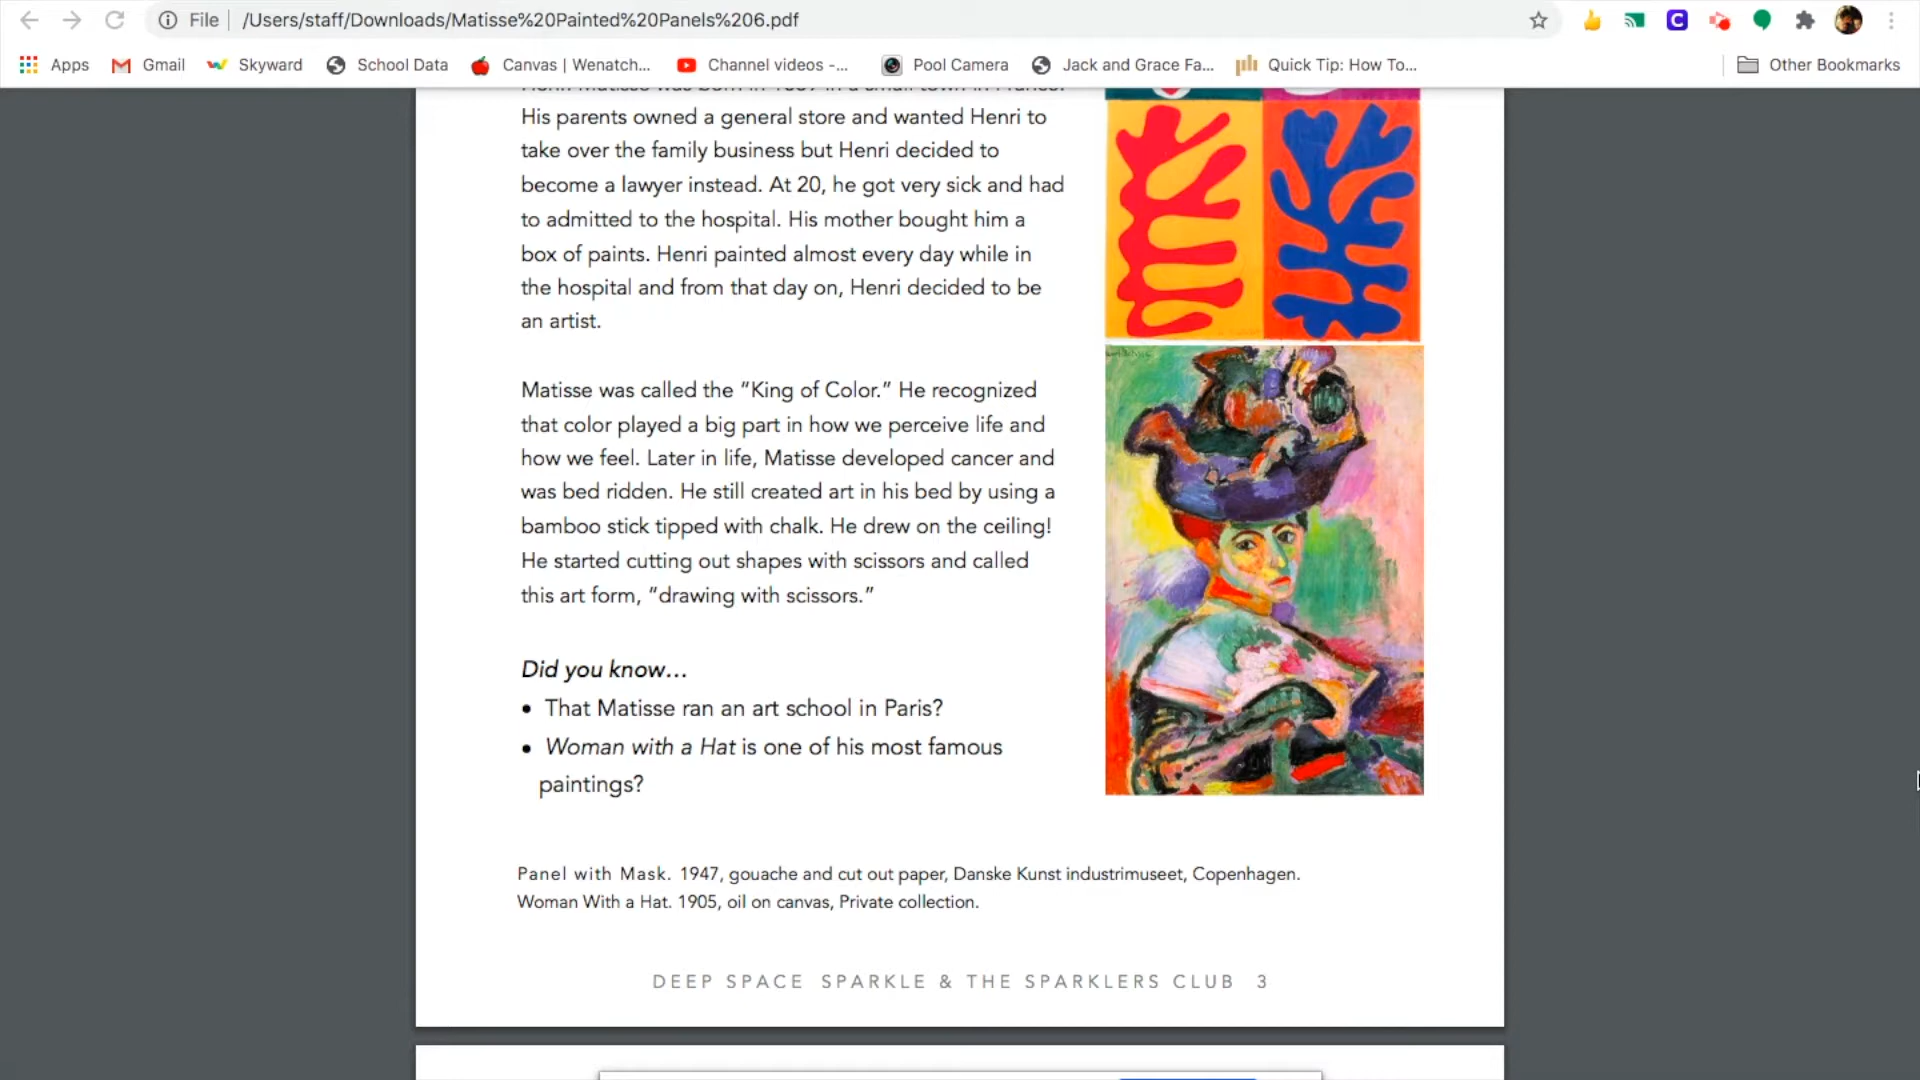 File /Users/staff/Downloads/Matisse%20Painted%20Panels%206.pdf
Apps Gmail Skyward School Data Canvas | Wenatch... Channel videos -... Pool Camera Jack and Grace Fa... Quick Tip: How To... Other Bookmarks
His parents owned a general store and wanted Henri to
take over the family business but Henri decided to
become a lawyer instead. At 20, he got very sick and had
to admitted to the hospital. His mother bought him a
box of paints. Henri painted almost every day while in
the hospital and from that day on, Henri decided to be
an artist.
Matisse was called the “King of Color.” He recognized
that color played a big part in how we perceive life and
how we feel. Later in life, Matisse developed cancer and
was bed ridden. He still created art in his bed by using a
bamboo stick tipped with chalk. He drew on the ceiling!
He started cutting out shapes with scissors and called
this art form, “drawing with scissors.”
Did you know...
• That Matisse ran an art school in Paris?
• Woman with a Hat is one of his most famous
paintings?
Panel with Mask. 1947, gouache and cut out paper, Danske Kunst industrimuseet, Copenhagen.
Woman With a Hat. 1905, oil on canvas, Private collection.
DEEP SPACE SPARKLE & THE SPARKLERS CLUB 3